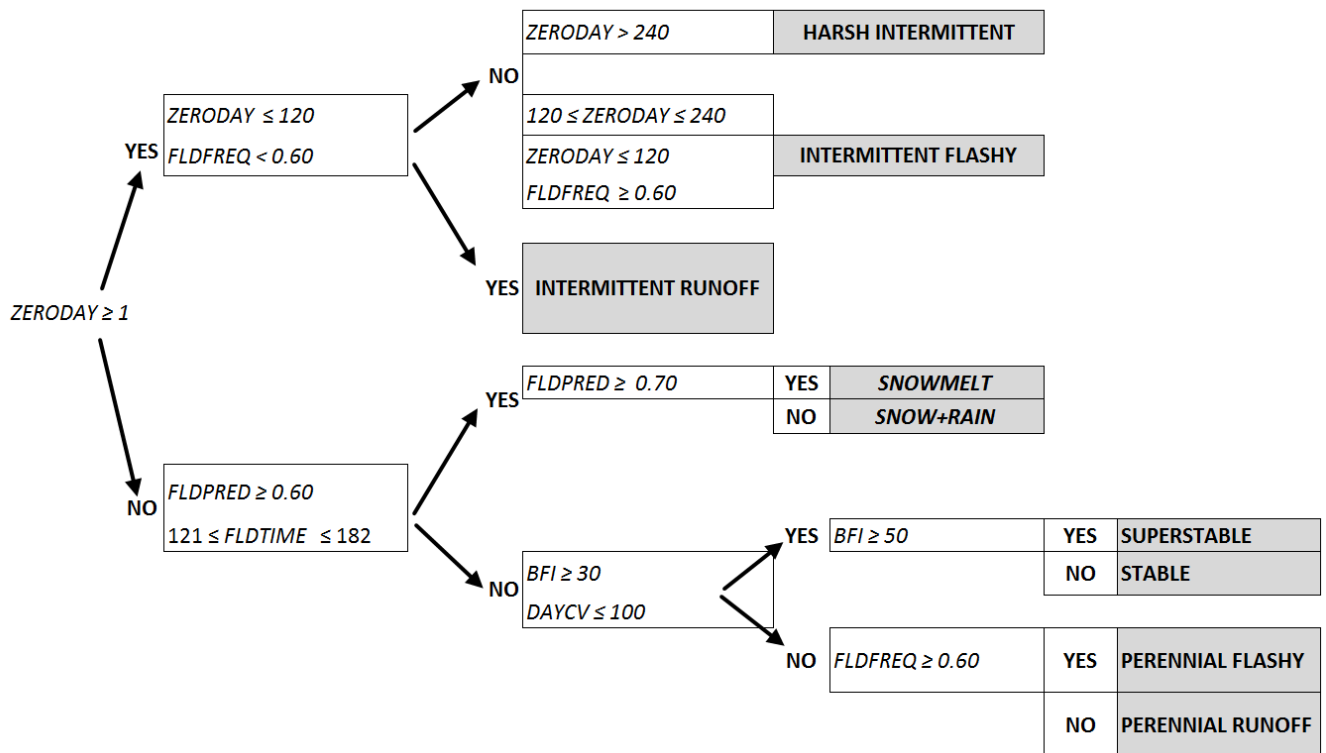 ZERODAY > 240 HARSH INTERMITTENT
NO
ZERODAY ≤ 120
120 ≤ ZERODAY ≤ 240
YES FLDFREQ < 0.60
ZERODAY ≤ 120 INTERMITTENT FLASHY
FLDFREQ ≥ 0.60
YES INTERMITTENT RUNOFF
ZERODAY ≥ 1
FLDPRED ≥ 0.70 YES SNOWMELT
YES
NO SNOW+RAIN
FLDPRED ≥ 0.60
NO
121 ≤ FLDTIME ≤ 182
YES BFI ≥ 50 YES SUPERSTABLE
BFI ≥ 30
NO STABLE
NO
DAYCV ≤ 100
NO FLDFREQ ≥ 0.60 YES PERENNIAL FLASHY
NO PERENNIAL RUNOFF